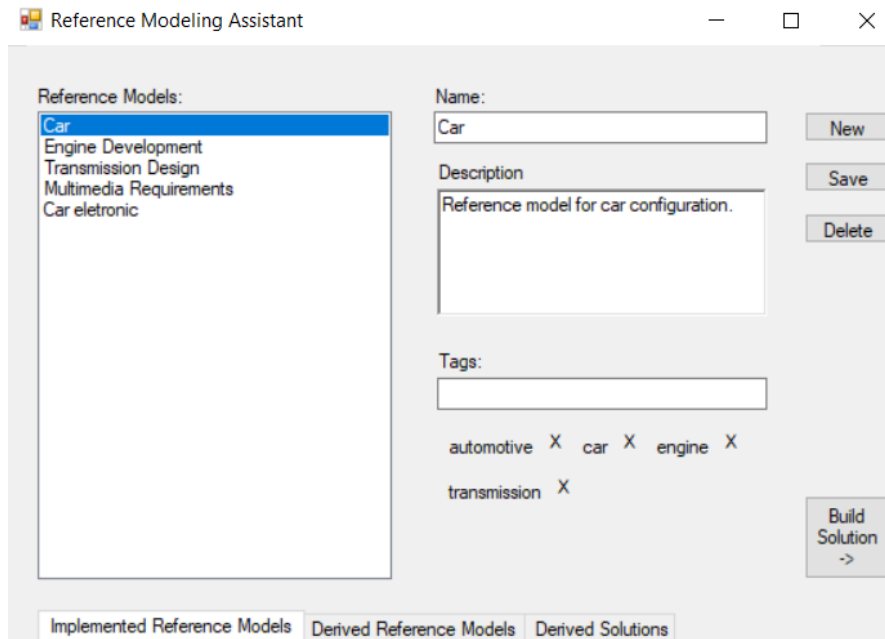 Reference Modeling Assistant
Reference Models:
Car
Engine Development
Transmission Design
Multimedia Requirements
Car eletronic
Name:
Car
Description
Reference model for car configuration.
Tags:
automotive X car X engine X
transmission X
New
Save
Delete
Build
Solution
->
Implemented Reference Models Derived Reference Models Derived Solutions